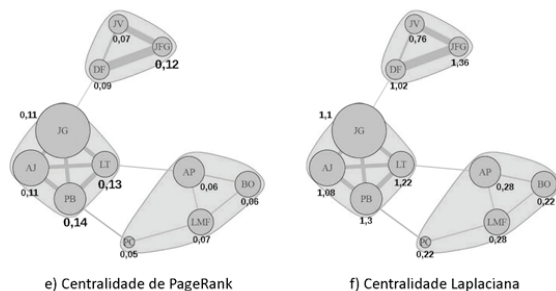 JV
0,07
JFG
0,12
DF
0,09
0,11
JG
AJ
0,11
LT
0,13
PB
0,14
AP
0,06
BO
0,06
LMF
0,07
PC
0,05
e) Centralidade de PageRank
JV
0,76
JFG
1,36
DF
1,02
1,1
JG
AJ
1,08
LT
1,22
PB
1,3
AP
0,28
BO
0,22
LMF
0,28
PC
0,22
f) Centralidade Laplaciana